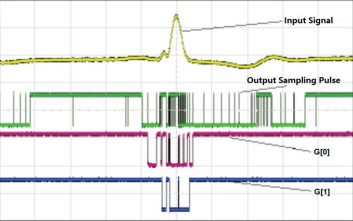 Input Signal
Output Sampling Pulse
G[0]
G[1]